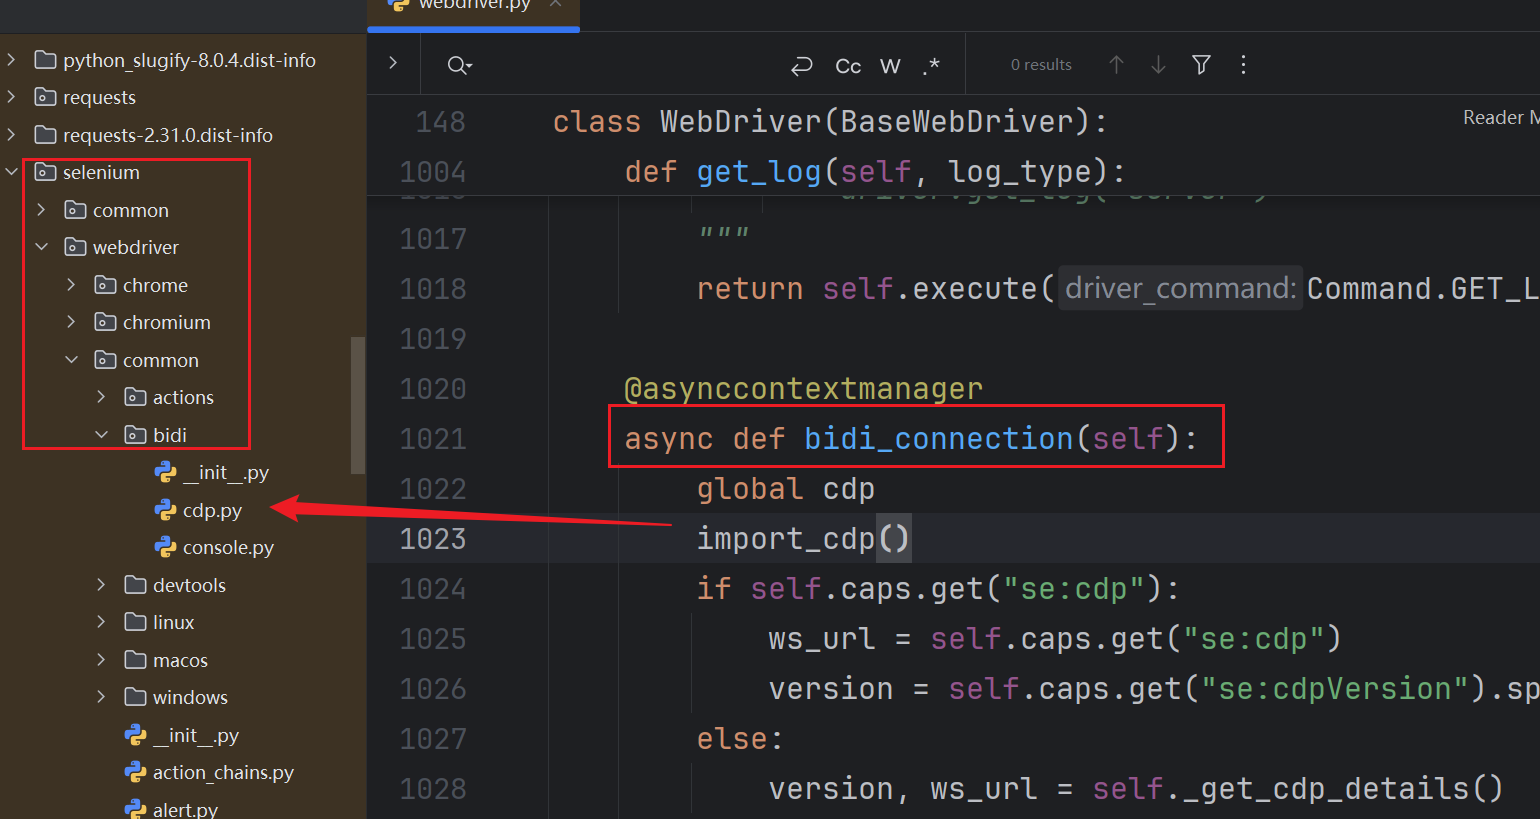 webdriver.py
python_slugify-8.0.4.dist-info
requests
requests-2.31.0.dist-info
selenium
common
webdriver
chrome
chromium
common
actions
bidi
__init__.py
cdp.py
console.py
devtools
linux
macos
windows
__init__.py
action_chains.py
alert.py
Cc W .* 0 results
Reader M
148 class WebDriver(BaseWebDriver):
1004 def get_log(self, log_type):
driver.get_log("server")
1017 """
1018 return self.execute( driver_command: Command.GET_L
1019
1020 @asynccontextmanager
1021 async def bidi_connection(self):
1022 global cdp
1023 import_cdp()
1024 if self.caps.get("se:cdp"):
1025 ws_url = self.caps.get("se:cdp")
1026 version = self.caps.get("se:cdpVersion").sp
1027 else:
1028 version, ws_url = self._get_cdp_details()